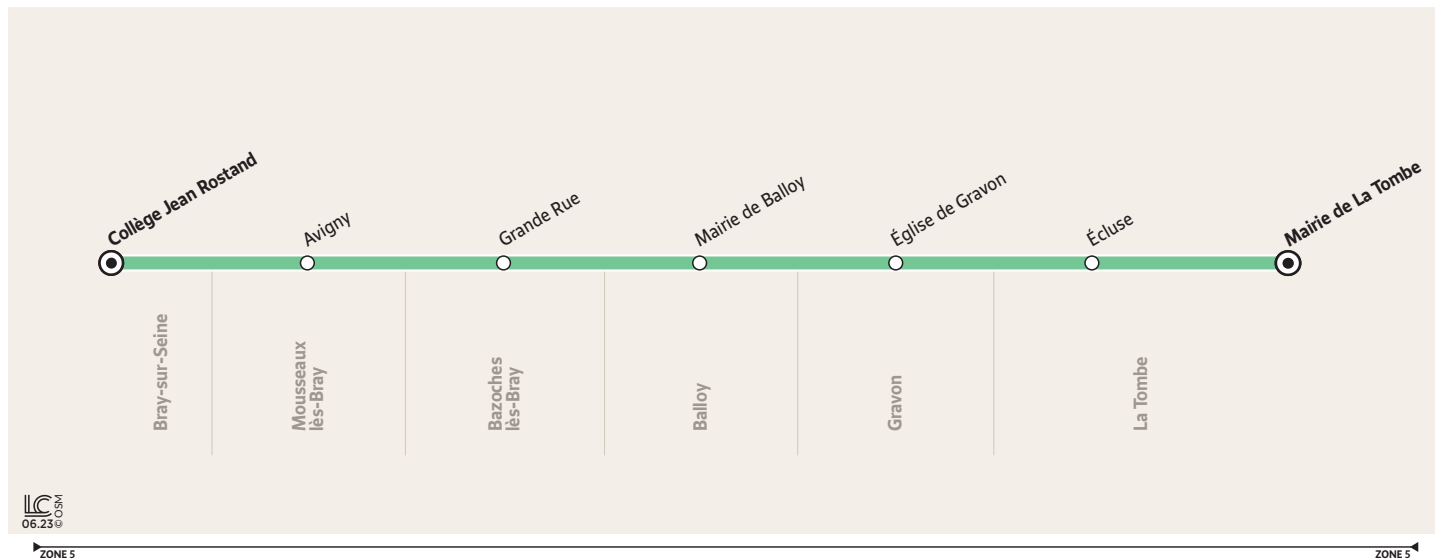 Collège Jean Rostand
Avigny
Grande Rue
Mairie de Balloy
Église de Gravon
Écluse
Mairie de La Tombe
Bray-sur-Seine
Mousseaux
lès-Bray
Bazoches
lès-Bray
Balloy
Gravon
La Tombe
LC
06.23 © OSM
ZONE 5
ZONE 5